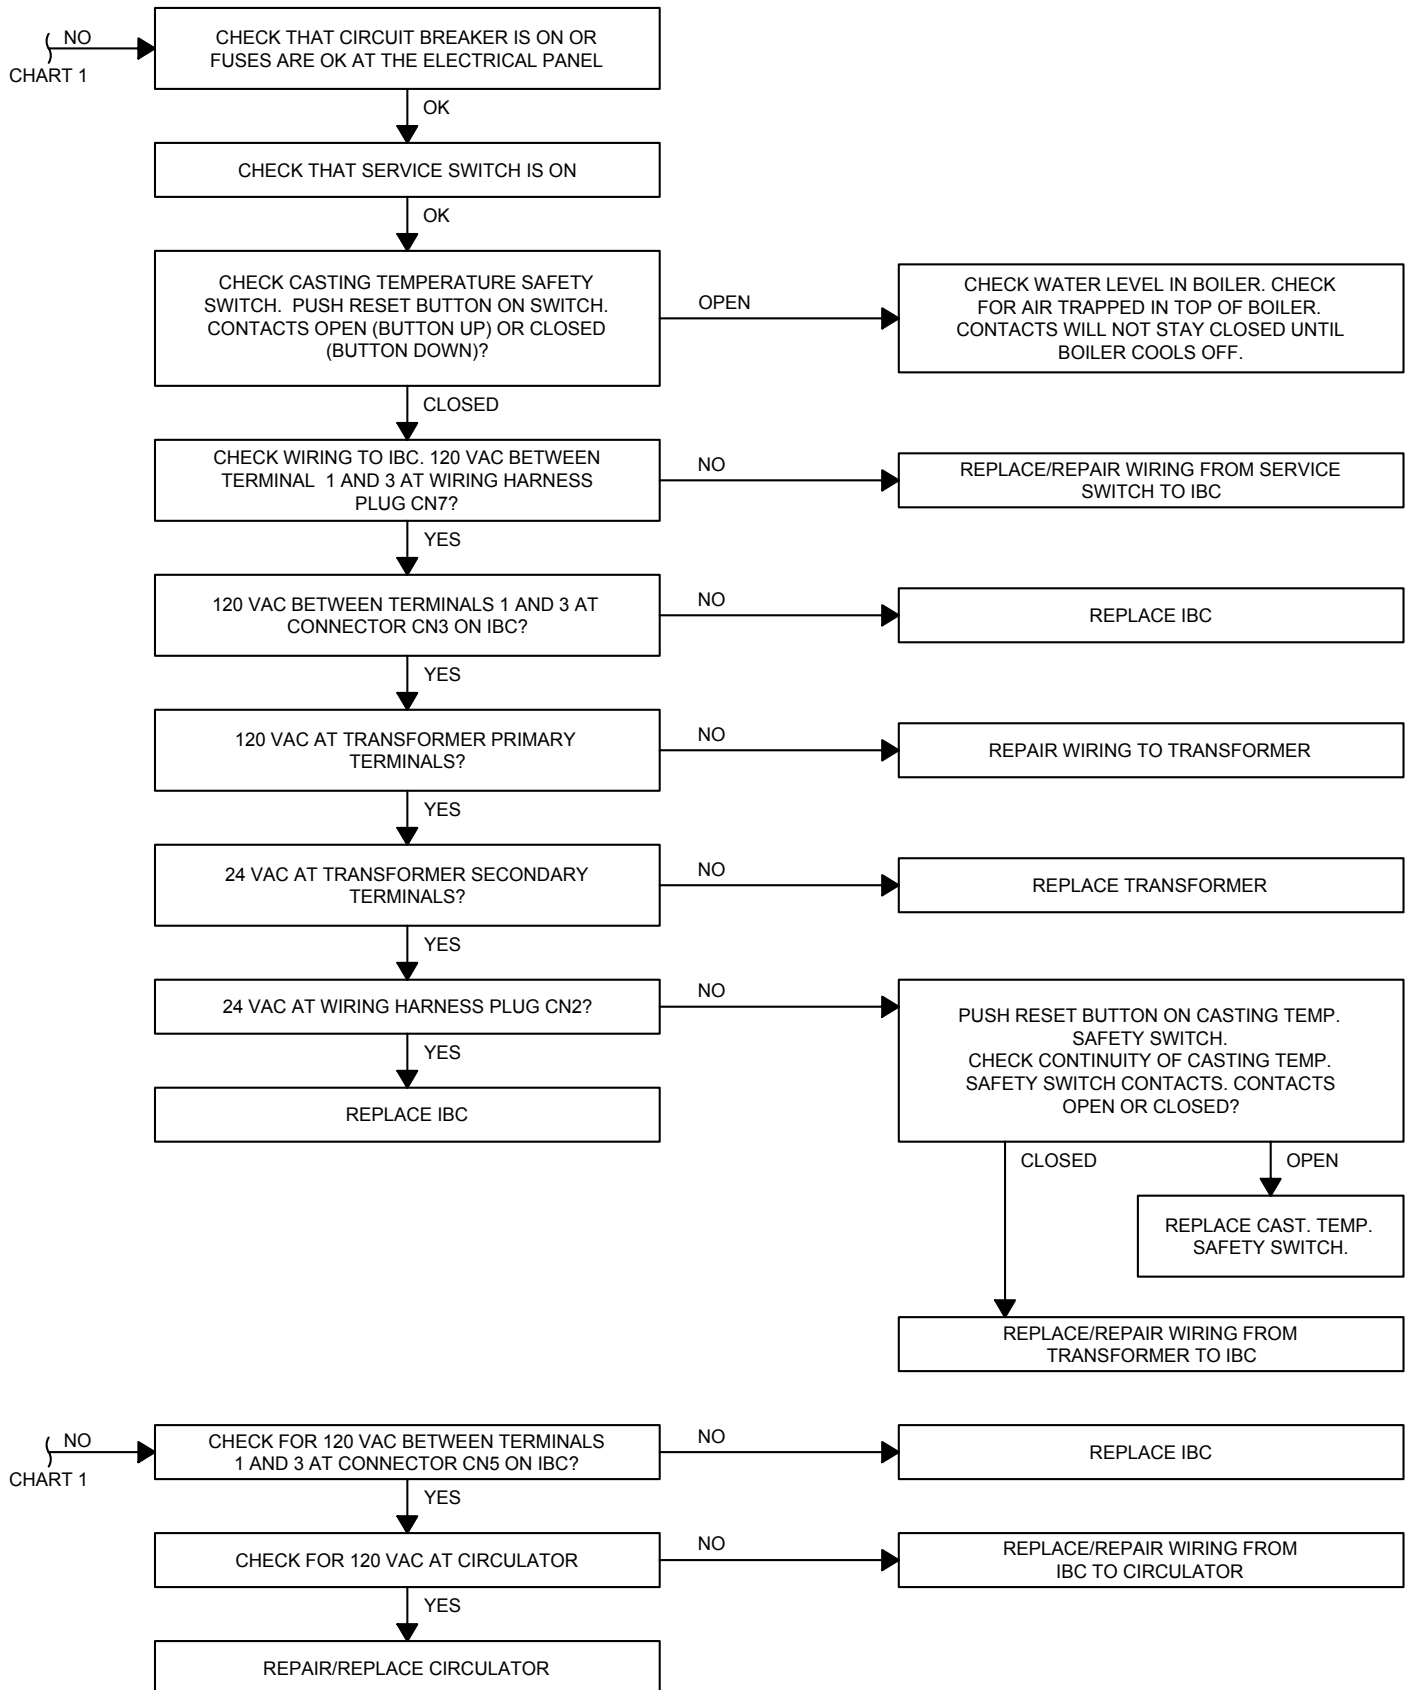 NO
CHART 1
CHECK THAT CIRCUIT BREAKER IS ON OR
FUSES ARE OK AT THE ELECTRICAL PANEL
OK
CHECK THAT SERVICE SWITCH IS ON
OK
CHECK CASTING TEMPERATURE SAFETY
SWITCH. PUSH RESET BUTTON ON SWITCH.
CONTACTS OPEN (BUTTON UP) OR CLOSED
(BUTTON DOWN)?
OPEN
CHECK WATER LEVEL IN BOILER. CHECK
FOR AIR TRAPPED IN TOP OF BOILER.
CONTACTS WILL NOT STAY CLOSED UNTIL
BOILER COOLS OFF.
CLOSED
CHECK WIRING TO IBC. 120 VAC BETWEEN
TERMINAL 1 AND 3 AT WIRING HARNESS
PLUG CN7?
NO
REPLACE/REPAIR WIRING FROM SERVICE
SWITCH TO IBC
YES
120 VAC BETWEEN TERMINALS 1 AND 3 AT
CONNECTOR CN3 ON IBC?
NO
REPLACE IBC
YES
120 VAC AT TRANSFORMER PRIMARY
TERMINALS?
NO
REPAIR WIRING TO TRANSFORMER
YES
24 VAC AT TRANSFORMER SECONDARY
TERMINALS?
NO
REPLACE TRANSFORMER
YES
24 VAC AT WIRING HARNESS PLUG CN2?
NO
PUSH RESET BUTTON ON CASTING TEMP.
SAFETY SWITCH.
CHECK CONTINUITY OF CASTING TEMP.
SAFETY SWITCH CONTACTS. CONTACTS
OPEN OR CLOSED?
YES
REPLACE IBC
CLOSED
OPEN
REPLACE CAST. TEMP.
SAFETY SWITCH.
REPLACE/REPAIR WIRING FROM
TRANSFORMER TO IBC
NO
CHART 1
CHECK FOR 120 VAC BETWEEN TERMINALS
1 AND 3 AT CONNECTOR CN5 ON IBC?
NO
REPLACE IBC
YES
CHECK FOR 120 VAC AT CIRCULATOR
NO
REPLACE/REPAIR WIRING FROM
IBC TO CIRCULATOR
YES
REPAIR/REPLACE CIRCULATOR